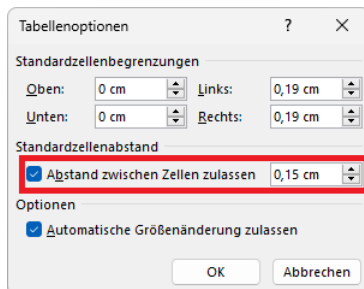 Tabellenoptionen ? ×
Standardzellenbegrenzungen
Oben: 0 cm Links: 0,19 cm
Unten: 0 cm Rechts: 0,19 cm
Standardzellenabstand
Abstand zwischen Zellen zulassen 0,15 cm
Optionen
Automatische Größenänderung zulassen
OK Abbrechen